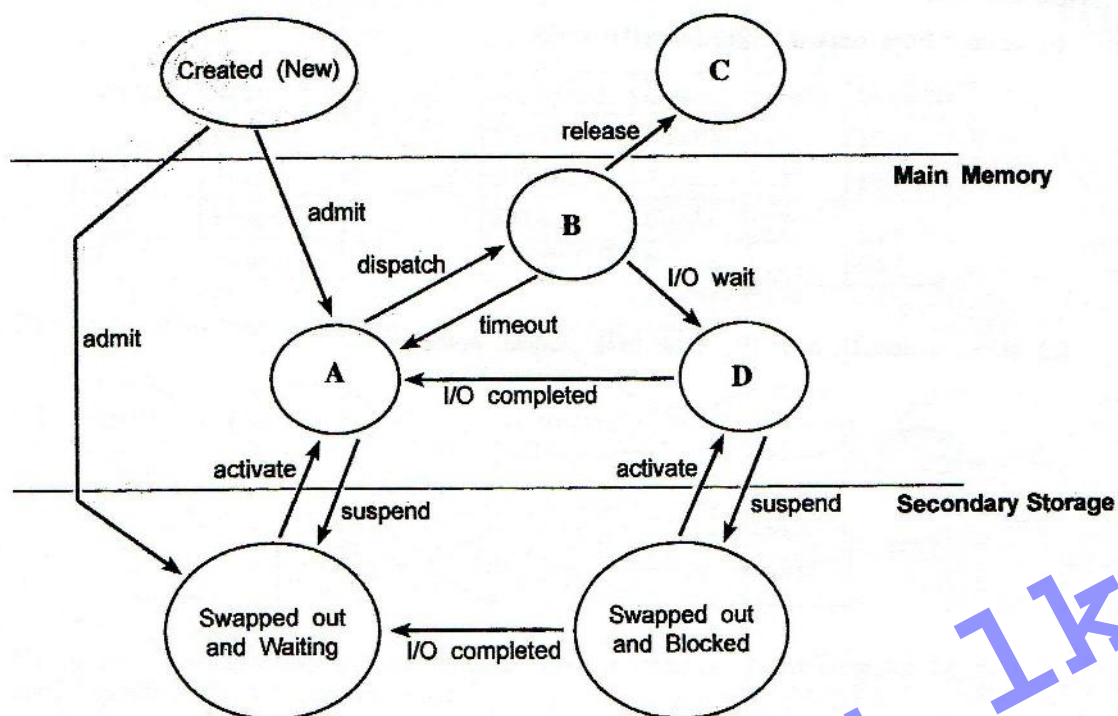 Created (New)
C
release
Main Memory
admit
B
dispatch
I/O wait
timeout
admit
A
D
I/O completed
activate
suspend
activate
suspend
Secondary Storage
Swapped out
and Waiting
I/O completed
Swapped out
and Blocked
lk